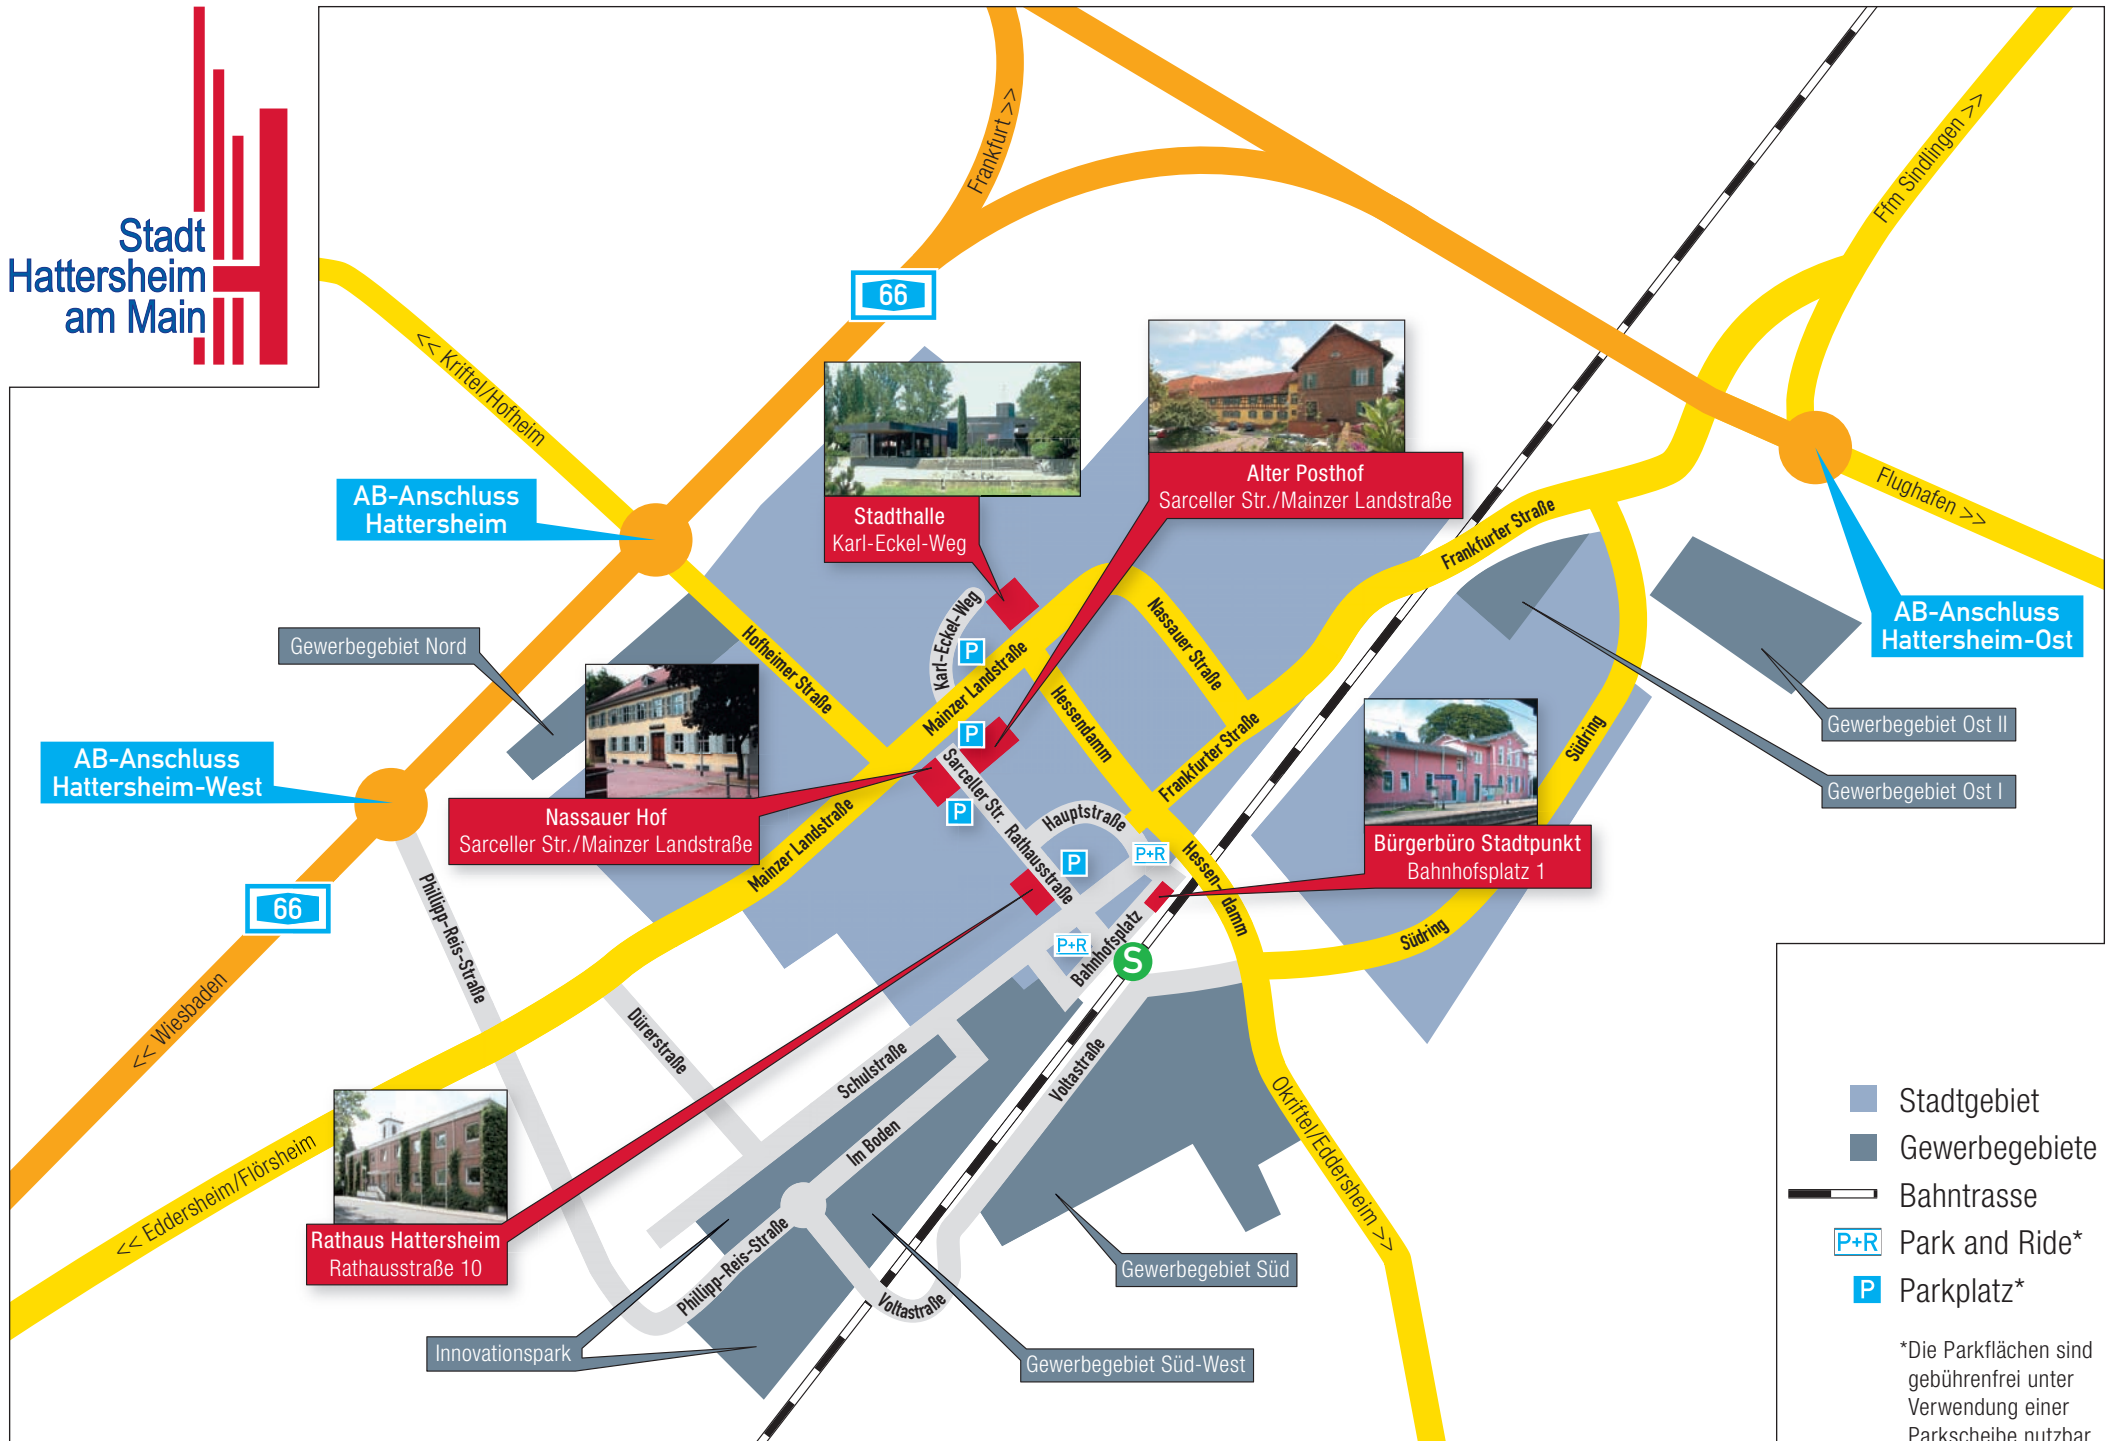 Stadt
Hattersheim
am Main
Frankfurt >>
Ffm Sindlingen >>
66
<< Kriftel/Hofheim
AB-Anschluss
Hattersheim
Stadthalle
Karl-Eckel-Weg
Alter Posthof
Sarceller Str./Mainzer Landstraße
Flughafen >>
Frankfurter Straße
AB-Anschluss
Hattersheim-Ost
Gewerbegebiet Nord
Hofheimer Straße
Karl-Eckel-Weg
P
Mainzer Landstraße
Nassauer Straße
Hessendamm
Frankfurter Straße
Südring
Gewerbegebiet Ost II
Gewerbegebiet Ost I
AB-Anschluss
Hattersheim-West
Nassauer Hof
Sarceller Str./Mainzer Landstraße
P
Sarceller Str.
P
Mainzer Landstraße
Hauptstraße
Rathausstraße
P
P+R
Hessen-damm
Bürgerbüro Stadtpunkt
Bahnhofsplatz 1
66
Phillipp-Reis-Straße
P+R
Bahnhofsplatz
S
Südring
<< Wiesbaden
Dürerstraße
Schulstraße
Voltastraße
Im Boden
Okriftel/Eddersheim >>
<< Eddersheim/Flörsheim
Rathaus Hattersheim
Rathausstraße 10
Phillipp-Reis-Straße
Voltastraße
Gewerbegebiet Süd
Innovationspark
Gewerbegebiet Süd-West
Stadtgebiet
Gewerbegebiete
Bahntrasse
P+R Park and Ride*
P Parkplatz*
*Die Parkflächen sind
gebührenfrei unter
Verwendung einer
Parkscheibe nutzbar